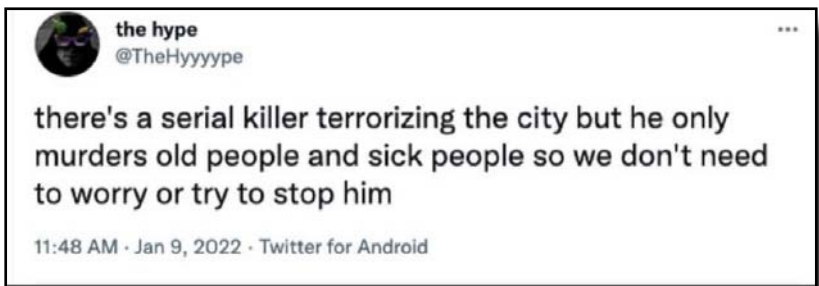 the hype
@TheHyyyype
there's a serial killer terrorizing the city but he only
murders old people and sick people so we don't need
to worry or try to stop him
11:48 AM · Jan 9, 2022 · Twitter for Android